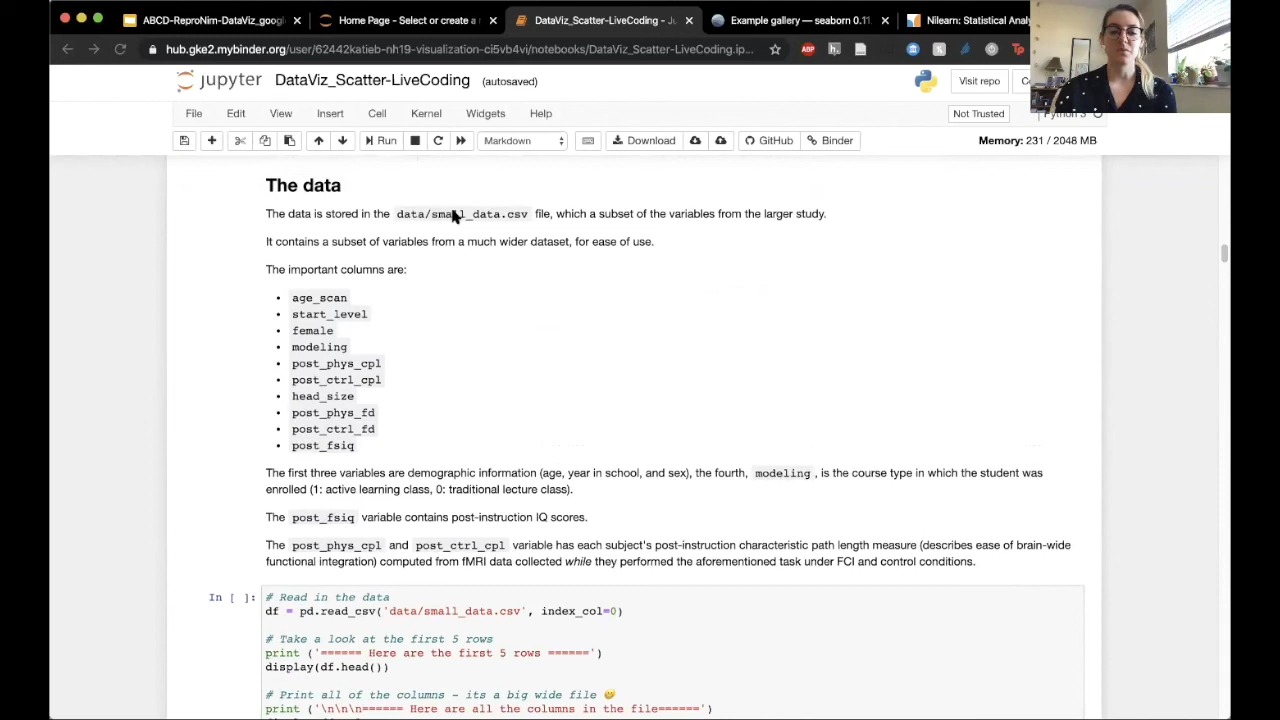 ABCD-ReproNim-DataViz_googl
Home Page - Select or create a
DataViz_Scatter-LiveCoding - Ju
Example gallery — seaborn 0.11.
Nilearn: Statistical Analy
hub.gke2.mybinder.org/user/62442katieb-nh19-visualization-ci5vb4vi/notebooks/DataViz_Scatter-LiveCoding.ip...
ABP
jupyter DataViz_Scatter-LiveCoding (autosaved)
Visit repo
File Edit View Insert Cell Kernel Widgets Help
Not Trusted
Python 3
Run
Markdown
Download
GitHub
Binder
Memory: 231 / 2048 MB
The data
The data is stored in the data/small_data.csv file, which a subset of the variables from the larger study.
It contains a subset of variables from a much wider dataset, for ease of use.
The important columns are:
• age_scan
• start_level
• female
• modeling
• post_phys_cpl
• post_ctrl_cpl
• head_size
• post_phys_fd
• post_ctrl_fd
• post_fsiq
The first three variables are demographic information (age, year in school, and sex), the fourth, modeling , is the course type in which the student was
enrolled (1: active learning class, 0: traditional lecture class).
The post_fsiq variable contains post-instruction IQ scores.
The post_phys_cpl and post_ctrl_cpl variable has each subject's post-instruction characteristic path length measure (describes ease of brain-wide
functional integration) computed from fMRI data collected while they performed the aforementioned task under FCI and control conditions.
In [ ]: # Read in the data
df = pd.read_csv('data/small_data.csv', index_col=0)
# Take a look at the first 5 rows
print ('====== Here are the first 5 rows ======')
display(df.head())
# Print all of the columns - its a big wide file 😀
print ('\n\n\n====== Here are all the columns in the file======')